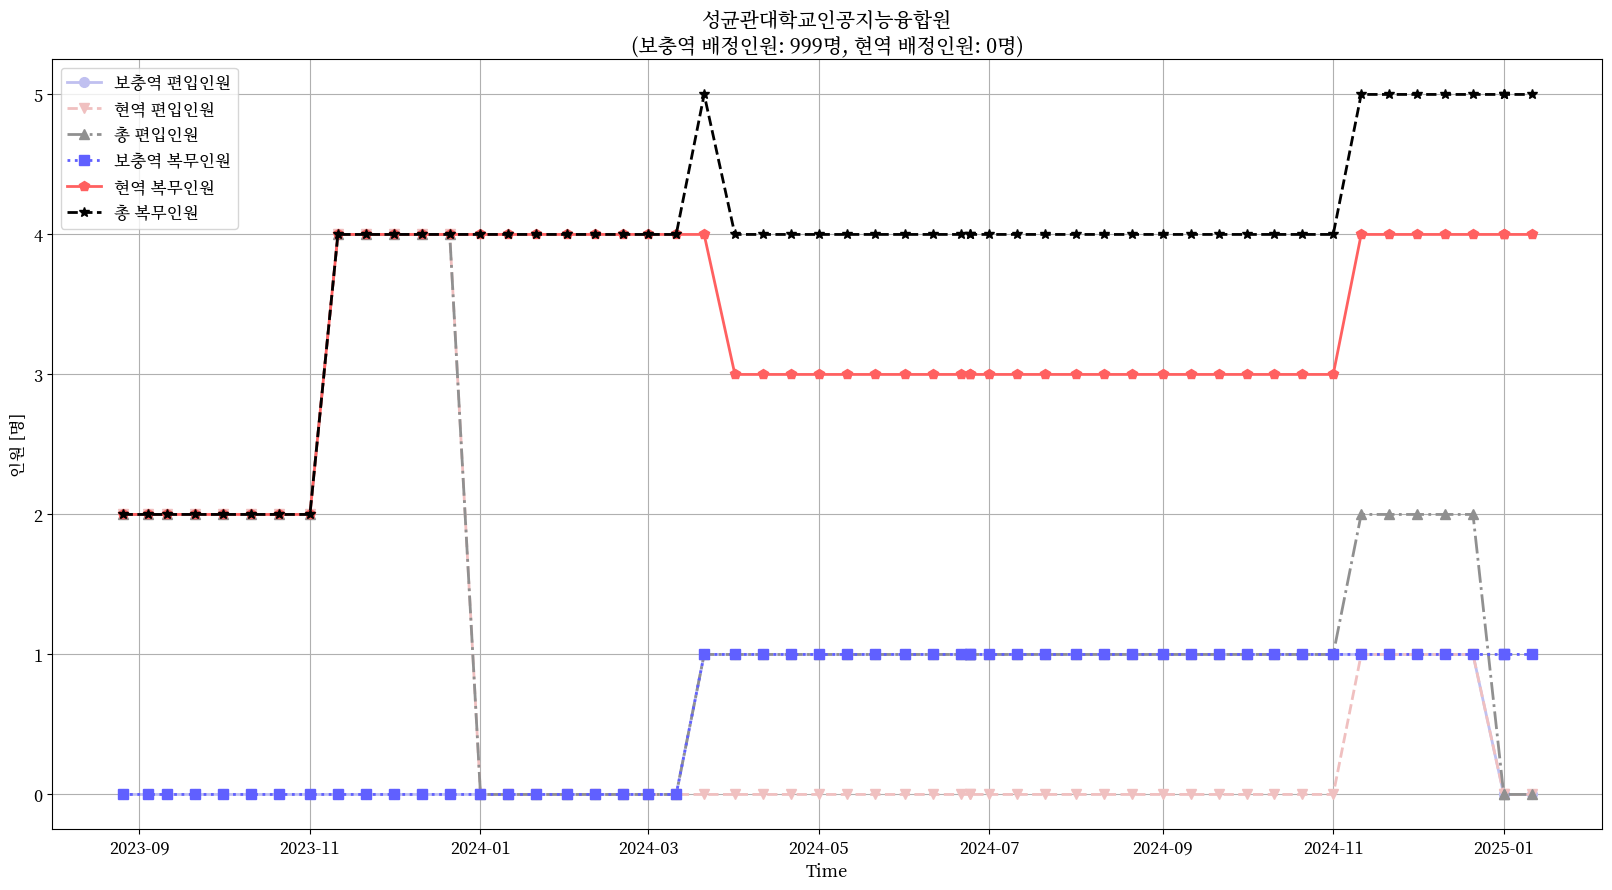 성균관대학교인공지능융합원
(보충역 배정인원: 999명, 현역 배정인원: 0명)
보충역 편입인원
현역 편입인원
총 편입인원
보충역 복무인원
현역 복무인원
총 복무인원
인원 [명]
5
4
3
2
1
0
2023-09
2023-11
2024-01
2024-03
2024-05
2024-07
2024-09
2024-11
2025-01
Time